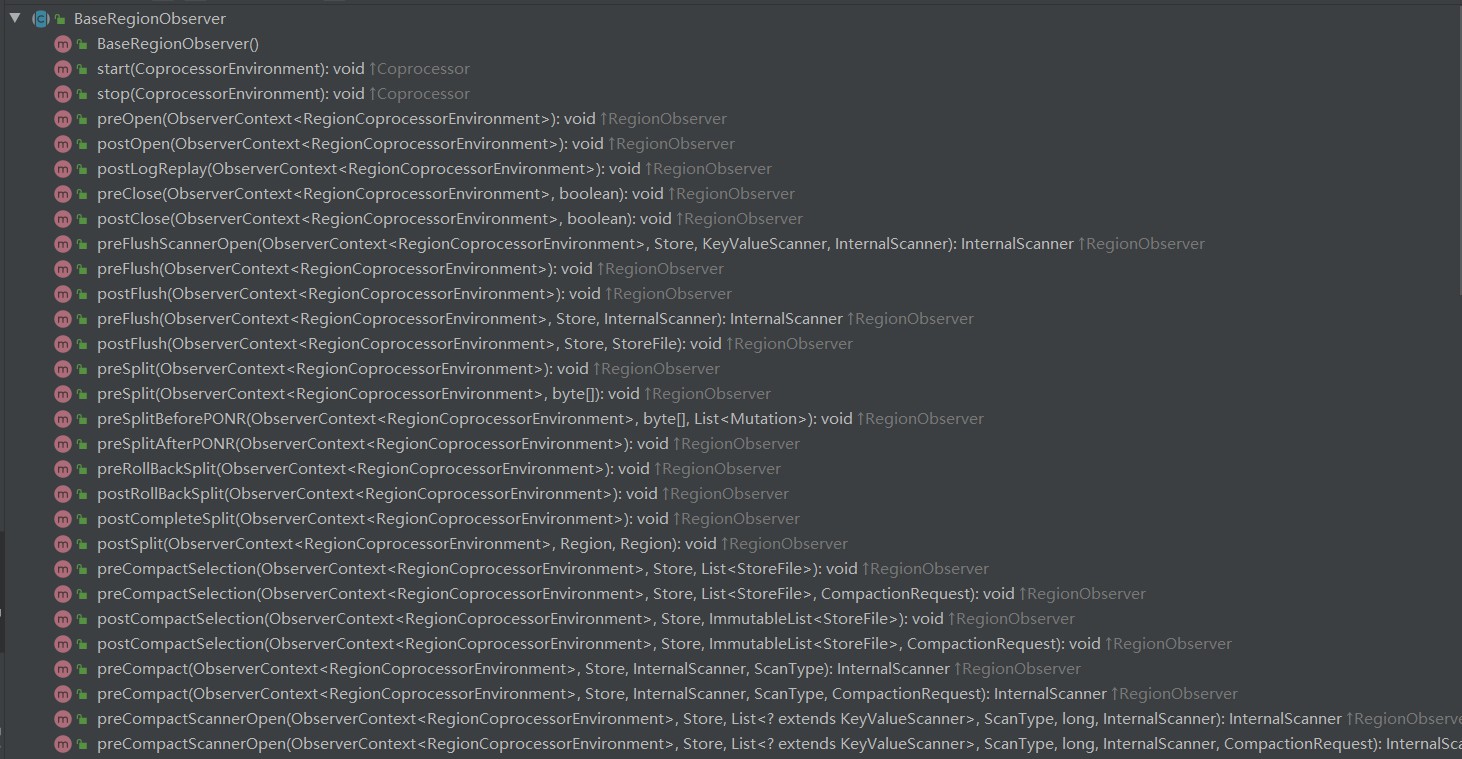 BaseRegionObserver
BaseRegionObserver()
start(CoprocessorEnvironment): void ↑Coprocessor
stop(CoprocessorEnvironment): void ↑Coprocessor
preOpen(ObserverContext<RegionCoprocessorEnvironment>): void ↑RegionObserver
postOpen(ObserverContext<RegionCoprocessorEnvironment>): void ↑RegionObserver
postLogReplay(ObserverContext<RegionCoprocessorEnvironment>): void ↑RegionObserver
preClose(ObserverContext<RegionCoprocessorEnvironment>, boolean): void ↑RegionObserver
postClose(ObserverContext<RegionCoprocessorEnvironment>, boolean): void ↑RegionObserver
preFlushScannerOpen(ObserverContext<RegionCoprocessorEnvironment>, Store, KeyValueScanner, InternalScanner): InternalScanner ↑RegionObserver
preFlush(ObserverContext<RegionCoprocessorEnvironment>): void ↑RegionObserver
postFlush(ObserverContext<RegionCoprocessorEnvironment>): void ↑RegionObserver
preFlush(ObserverContext<RegionCoprocessorEnvironment>, Store, InternalScanner): InternalScanner ↑RegionObserver
postFlush(ObserverContext<RegionCoprocessorEnvironment>, Store, StoreFile): void ↑RegionObserver
preSplit(ObserverContext<RegionCoprocessorEnvironment>): void ↑RegionObserver
preSplit(ObserverContext<RegionCoprocessorEnvironment>, byte[]): void ↑RegionObserver
preSplitBeforePONR(ObserverContext<RegionCoprocessorEnvironment>, byte[], List<Mutation>): void ↑RegionObserver
preSplitAfterPONR(ObserverContext<RegionCoprocessorEnvironment>): void ↑RegionObserver
preRollBackSplit(ObserverContext<RegionCoprocessorEnvironment>): void ↑RegionObserver
postRollBackSplit(ObserverContext<RegionCoprocessorEnvironment>): void ↑RegionObserver
postCompleteSplit(ObserverContext<RegionCoprocessorEnvironment>): void ↑RegionObserver
postSplit(ObserverContext<RegionCoprocessorEnvironment>, Region, Region): void ↑RegionObserver
preCompactSelection(ObserverContext<RegionCoprocessorEnvironment>, Store, List<StoreFile>): void ↑RegionObserver
preCompactSelection(ObserverContext<RegionCoprocessorEnvironment>, Store, List<StoreFile>, CompactionRequest): void ↑RegionObserver
postCompactSelection(ObserverContext<RegionCoprocessorEnvironment>, Store, ImmutableList<StoreFile>): void ↑RegionObserver
postCompactSelection(ObserverContext<RegionCoprocessorEnvironment>, Store, ImmutableList<StoreFile>, CompactionRequest): void ↑RegionObserver
preCompact(ObserverContext<RegionCoprocessorEnvironment>, Store, InternalScanner, ScanType): InternalScanner ↑RegionObserver
preCompact(ObserverContext<RegionCoprocessorEnvironment>, Store, InternalScanner, ScanType, CompactionRequest): InternalScanner ↑RegionObserver
preCompactScannerOpen(ObserverContext<RegionCoprocessorEnvironment>, Store, List<? extends KeyValueScanner>, ScanType, long, InternalScanner): InternalScanner ↑RegionObserve
preCompactScannerOpen(ObserverContext<RegionCoprocessorEnvironment>, Store, List<? extends KeyValueScanner>, ScanType, long, InternalScanner, CompactionRequest): InternalSca